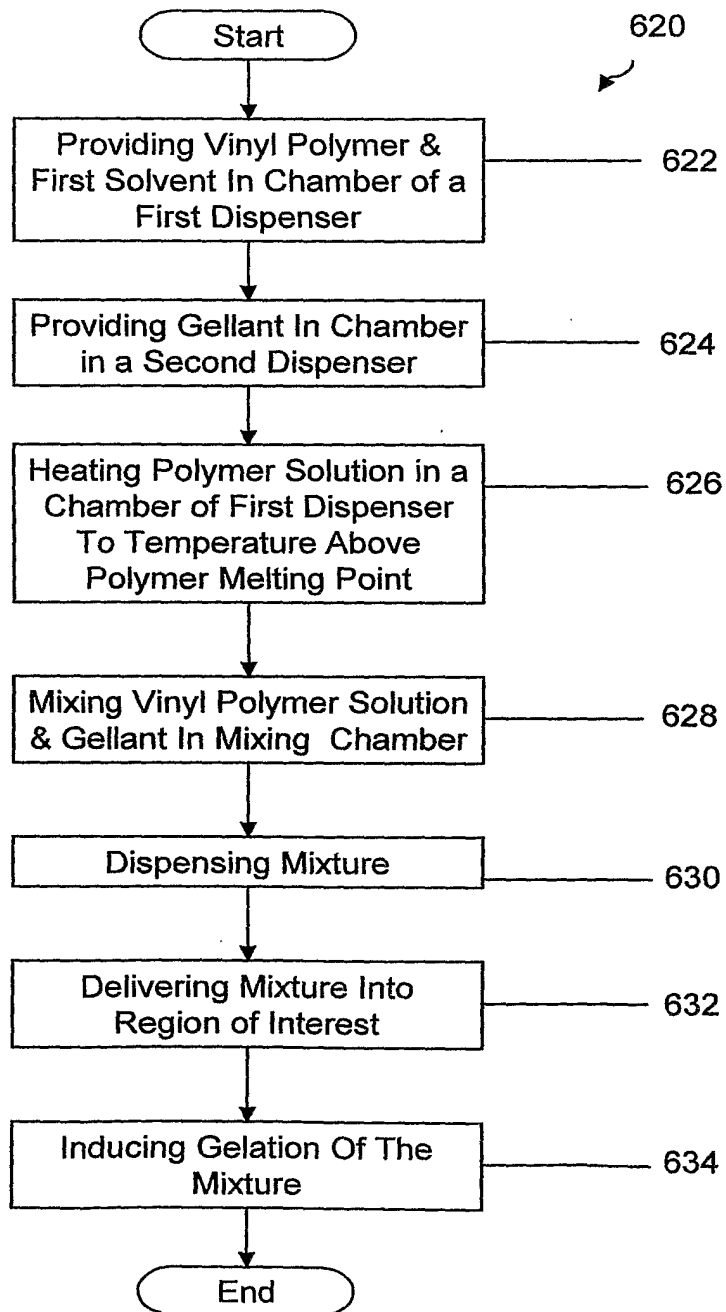 Start
620
Providing Vinyl Polymer &
First Solvent In Chamber of a
First Dispenser
622
Providing Gellant In Chamber
in a Second Dispenser
624
Heating Polymer Solution in a
Chamber of First Dispenser
To Temperature Above
Polymer Melting Point
626
Mixing Vinyl Polymer Solution
& Gellant In Mixing Chamber
628
Dispensing Mixture
630
Delivering Mixture Into
Region of Interest
632
Inducing Gelation Of The
Mixture
634
End